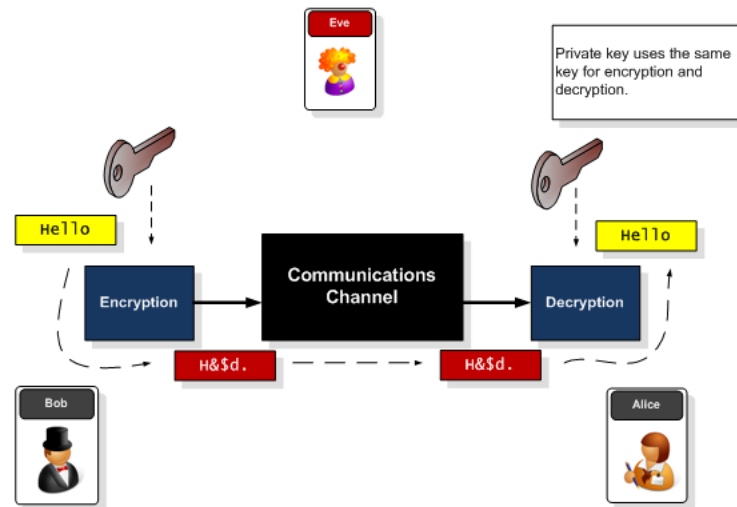 Eve
Private key uses the same
key for encryption and
decryption.
Hello
Hello
Encryption
Communications
Channel
Decryption
H&$d.
H&$d.
Bob
Alice